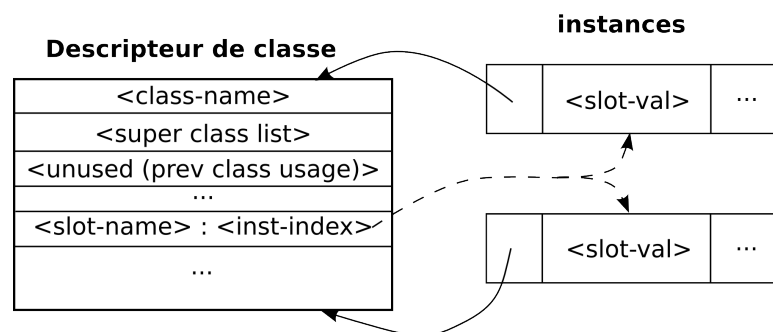 instances
Descripteur de classe
<class-name>
<super class list>
<unused (prev class usage)>
...
<slot-name> : <inst-index>
...
<slot-val> ...
<slot-val> ...